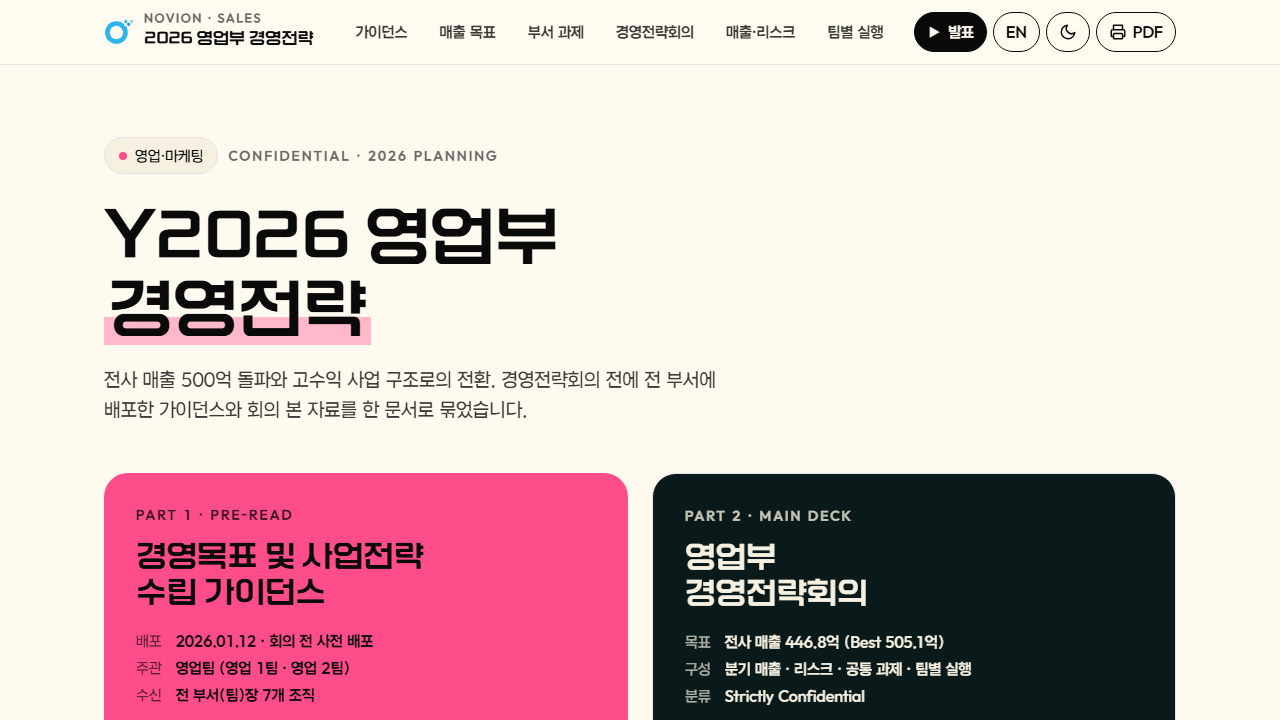 NOVION · SALES
2026 영업부 경영전략
가이던스
매출 목표
부서 과제
경영전략회의
매출·리스크
팀별 실행
▶ 발표
EN
PDF
영업·마케팅
CONFIDENTIAL · 2026 PLANNING
Y2026 영업부
경영전략
전사 매출 500억 돌파와 고수익 사업 구조로의 전환. 경영전략회의 전에 전 부서에
배포한 가이던스와 회의 본 자료를 한 문서로 묶었습니다.
PART 1 · PRE-READ
경영목표 및 사업전략
수립 가이던스
배포 2026.01.12 · 회의 전 사전 배포
주관 영업팀 (영업 1팀 · 영업 2팀)
수신 전 부서(팀)장 7개 조직
PART 2 · MAIN DECK
영업부
경영전략회의
목표 전사 매출 446.8억 (Best 505.1억)
구성 분기 매출 · 리스크 · 공통 과제 · 팀별 실행
분류 Strictly Confidential